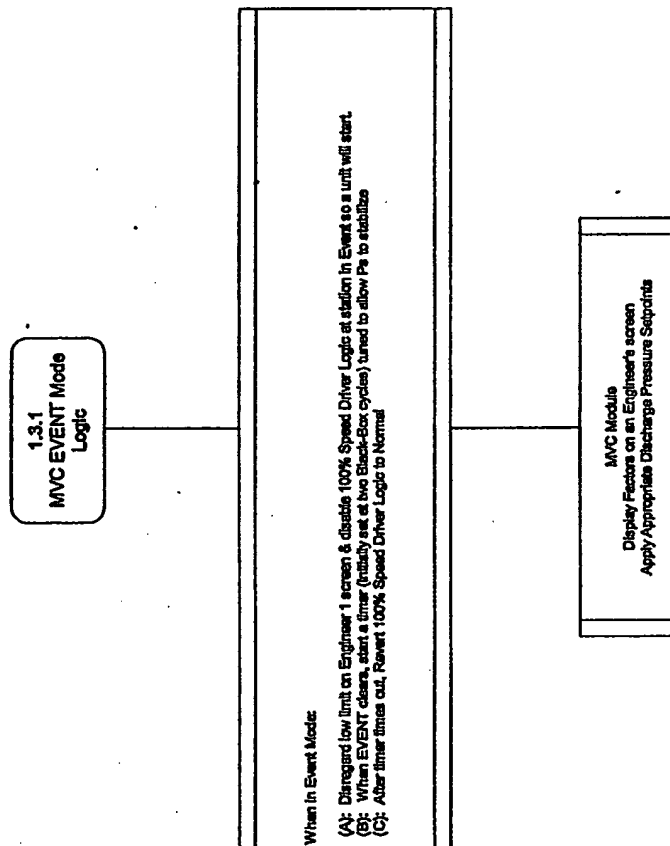 1.3.1
MVC EVENT Mode
Logic
When in Event Mode:
(A): Disregard low limit on Engineer 1 screen & disable 100% Speed Driver Logic at station in Event so a unit will start.
(B): When EVENT clears, start a timer (initially set at two Black-Box cycles) tuned to allow Ps to stabilize
(C): After timer times out, Revert 100% Speed Driver Logic to Normal
MVC Module
Display Factors on an Engineer's screen
Apply Appropriate Discharge Pressure Setpoints